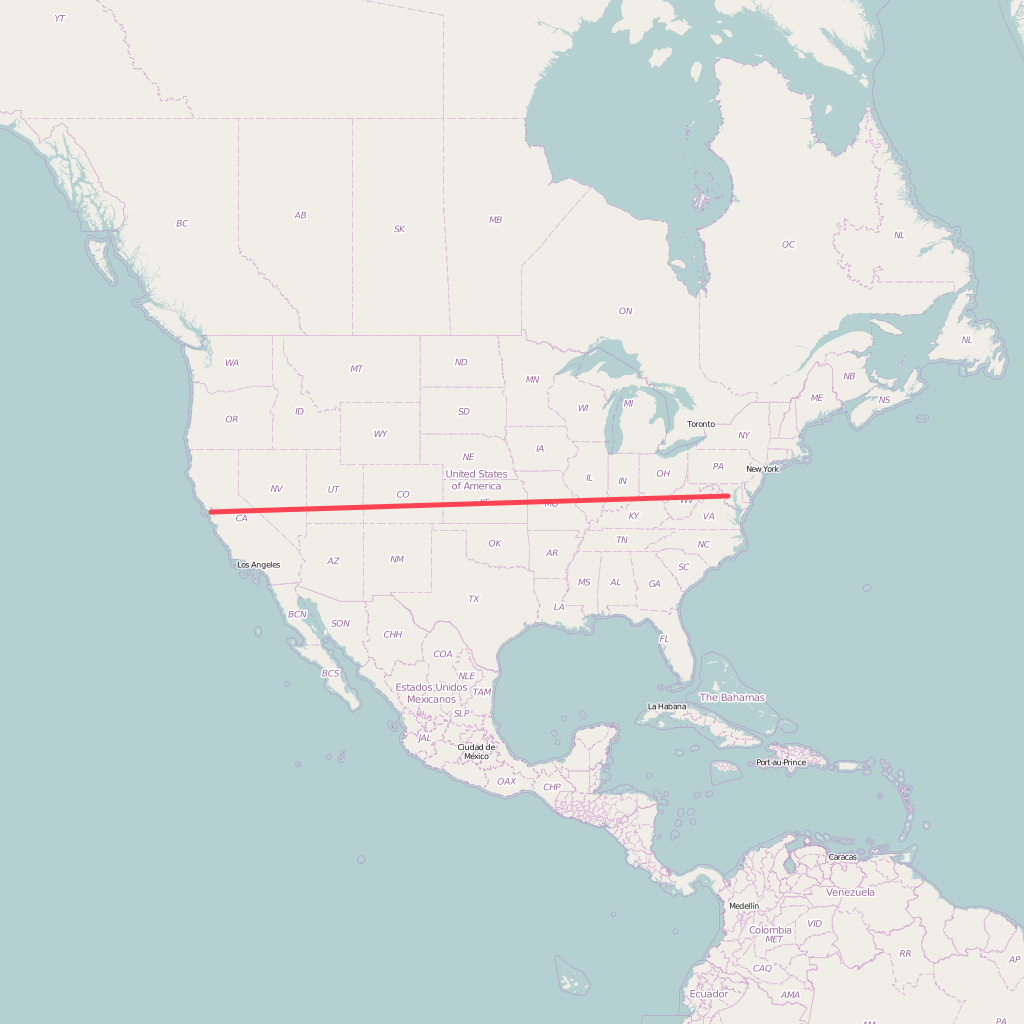 YT
BC
AB
SK
MB
QC
NL
ON
NL
WA
MT
ND
MN
WI
MI
NB
ME
NS
OR
ID
SD
WY
Toronto
NY
IA
NE
PA
New York
NV
UT
CO
United States
of America
IL
IN
OH
KS
MO
WV
CA
KY
VA
OK
TN
NC
AZ
NM
AR
Los Angeles
SC
MS
AL
GA
TX
LA
BCN
SON
CHH
FL
COA
BCS
NLE
Estados Unidos
Mexicanos
TAM
The Bahamas
La Habana
SLP
JAL
Ciudad de
México
Port-au-Prince
OAX
CHP
Caracas
Venezuela
Medellín
Colombia
MET
VID
RR
AP
CAQ
Ecuador
AMA
AM
PA